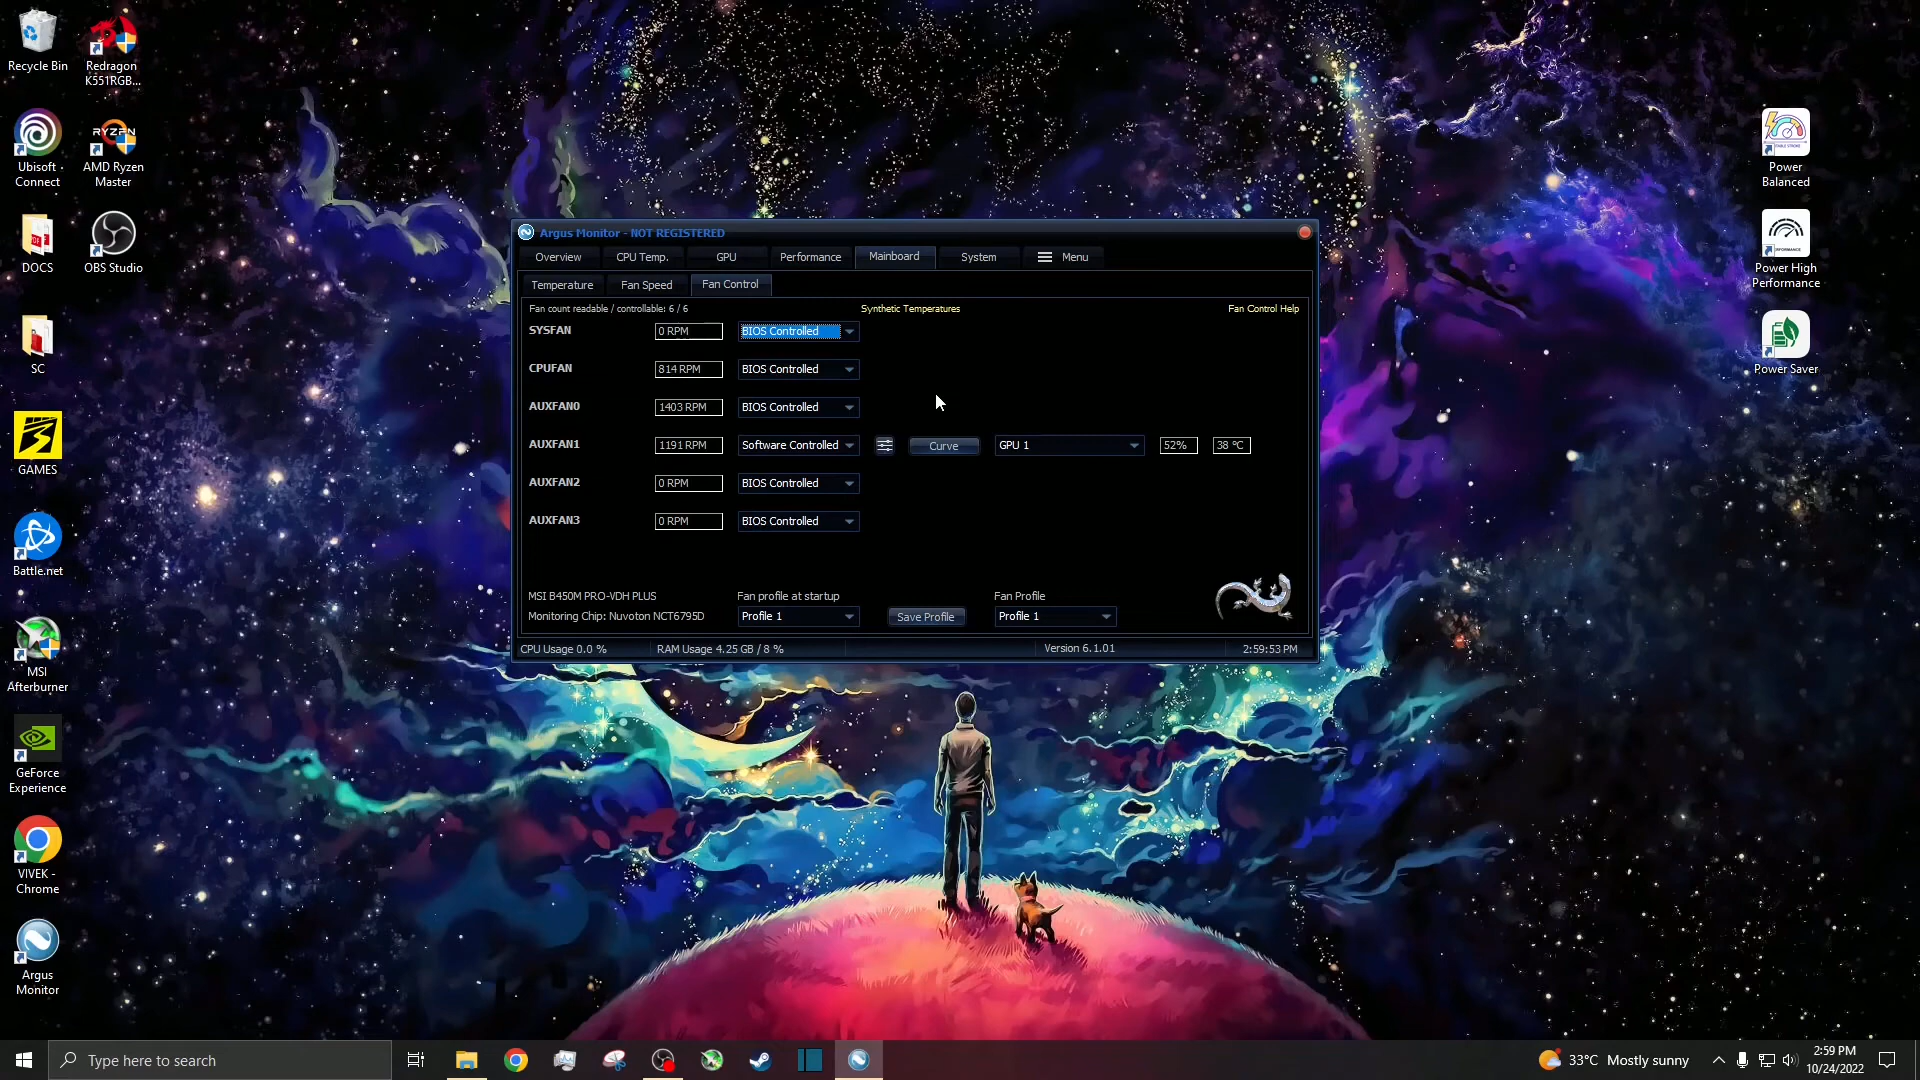 Recycle Bin
Redragon
K551RGB...
Ubisoft
Connect
RYZEN
AMD Ryzen
Master
DOCS
OBS Studio
SC
GAMES
Battle.net
MSI
Afterburner
GeForce
Experience
VIVEK -
Chrome
Argus
Monitor
Power
Balanced
Power High
Performance
Power Saver
Argus Monitor - NOT REGISTERED
Overview CPU Temp. GPU Performance Mainboard System Menu
Temperature Fan Speed Fan Control
Fan count readable / controllable: 6 / 6 Synthetic Temperatures Fan Control Help
SYSFAN 0 RPM BIOS Controlled
CPUFAN 814 RPM BIOS Controlled
AUXFAN0 1403 RPM BIOS Controlled
AUXFAN1 1191 RPM Software Controlled Curve GPU 1 52% 38 °C
AUXFAN2 0 RPM BIOS Controlled
AUXFAN3 0 RPM BIOS Controlled
MSI B450M PRO-VDH PLUS Fan profile at startup Fan Profile
Monitoring Chip: Nuvoton NCT6795D Profile 1 Save Profile Profile 1
CPU Usage 0.0 % RAM Usage 4.25 GB / 8 % Version 6.1.01 2:59:53 PM
Type here to search
33°C Mostly sunny
2:59 PM
10/24/2022